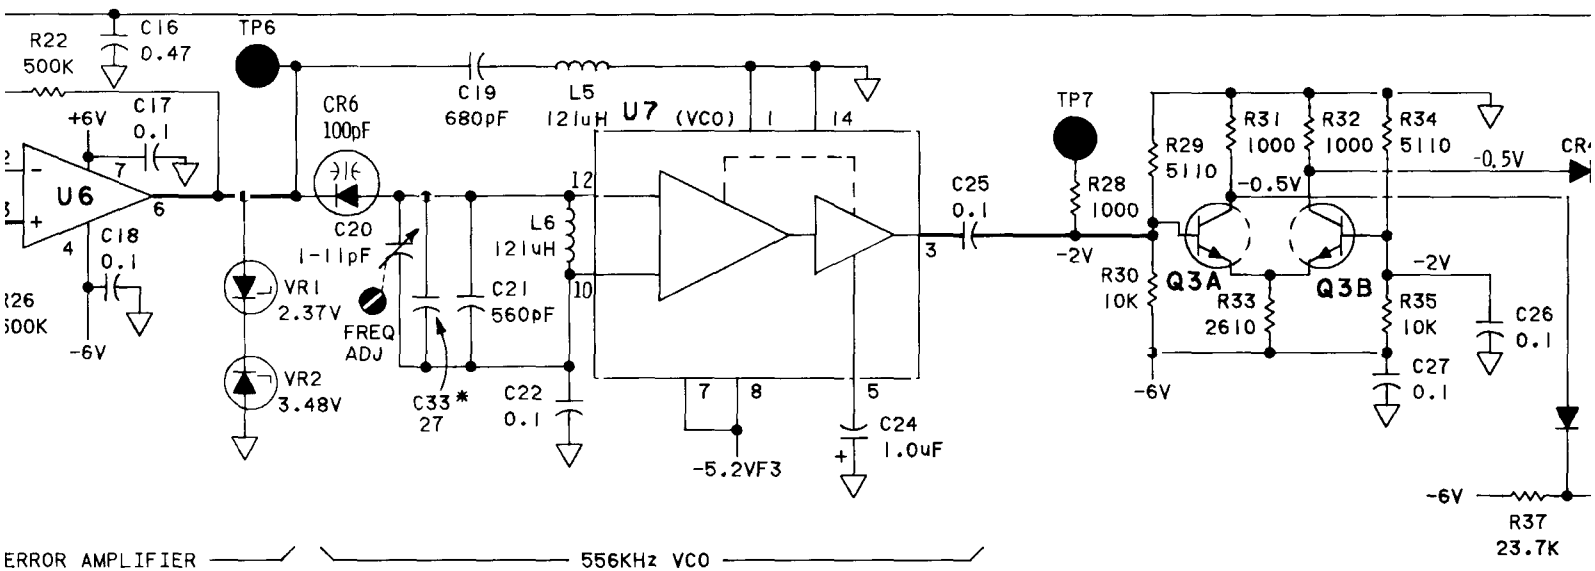 C16
0.47
R22
500K
C17
0.1
+6V
7
2
-
U6
3
+
6
4
C18
0.1
-6V
R26
500K
VR1
2.37V
VR2
3.48V
TP6
CR6
100pF
C19
680pF
L5
121uH
C20
1-11pF
FREQ
ADJ
C33*
27
C21
560pF
L6
121uH
12
10
C22
0.1
U7
(VCO)
1
14
3
7
8
5
-5.2VF3
C24
1.0uF
+
C25
0.1
TP7
R28
1000
-2V
R29
5110
R30
10K
-6V
R31
1000
R32
1000
R34
5110
-0.5V
-0.5V
Q3A
Q3B
R33
2610
-2V
R35
10K
C26
0.1
C27
0.1
CR4
-6V
R37
23.7K
ERROR AMPLIFIER
556KHz VCO